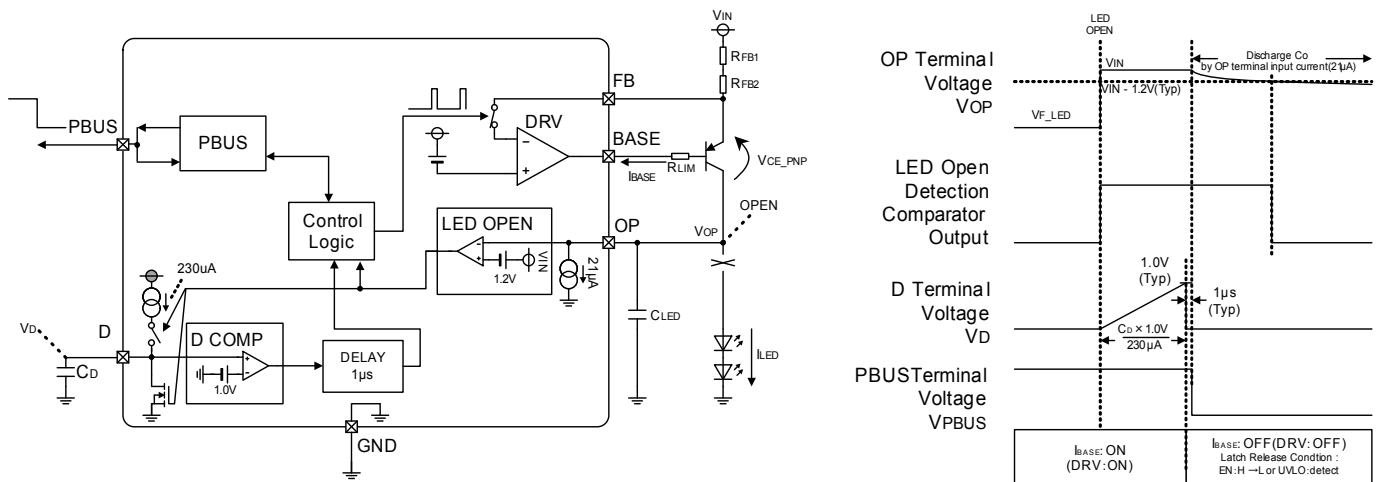 VIN
RFB1
RFB2
FB
DRV
BASE
IBASE
RLIM
VCE_PNP
PBUS
PBUS
Control
Logic
LED OPEN
VIN
1.2V
21µA
OP
VOP
OPEN
CLED
ILED
230uA
VD
D
CD
D COMP
1.0V
DELAY
1µs
GND
LED
OPEN
OP Terminal
Voltage
VOP
VIN
Discharge Co
by OP terminal input current(21µA)
VIN - 1.2V(Typ)
VF_LED
LED Open
Detection
Comparator
Output
D Terminal
Voltage
VD
1.0V
(Typ)
1µs
(Typ)
CD × 1.0V
230µA
PBUSTerminal
Voltage
VPBUS
IBASE: ON
(DRV:ON)
IBASE: OFF(DRV:OFF)
Latch Release Condtion :
EN:H →L or UVLO:detect